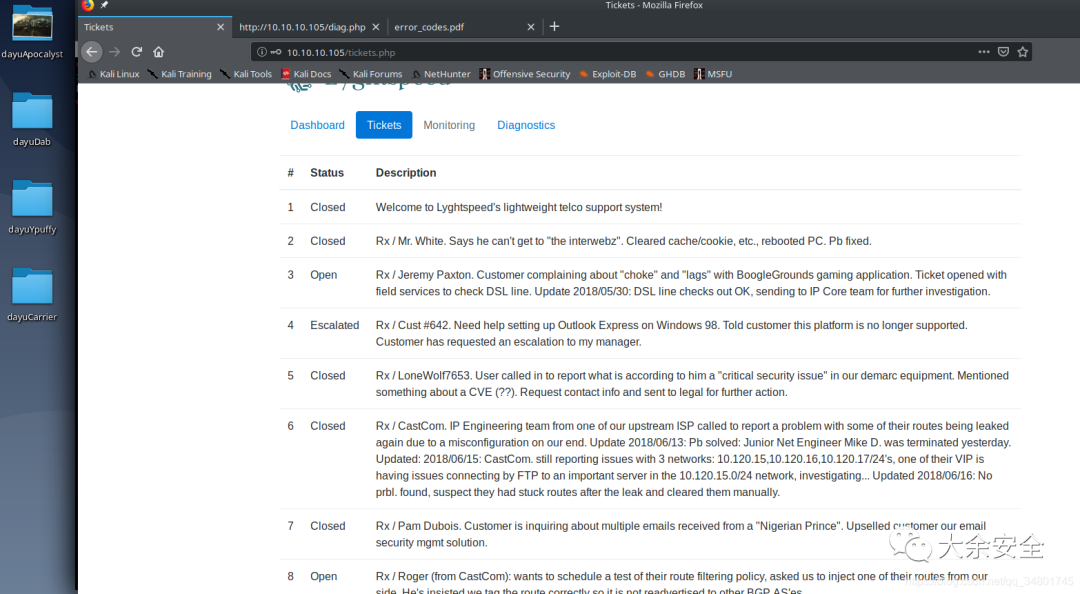 Tickets - Mozilla Firefox
Tickets
http://10.10.10.105/diag.php
error_codes.pdf
10.10.10.105/tickets.php
Kali Linux
Kali Training
Kali Tools
Kali Docs
Kali Forums
NetHunter
Offensive Security
Exploit-DB
GHDB
MSFU
dayuApocalyst
dayuDab
dayuYpuffy
dayuCarrier
Lyghtspeed
Dashboard
Tickets
Monitoring
Diagnostics
# Status Description
1 Closed Welcome to Lyghtspeed's lightweight telco support system!
2 Closed Rx / Mr. White. Says he can't get to "the interwebz". Cleared cache/cookie, etc., rebooted PC. Pb fixed.
3 Open Rx / Jeremy Paxton. Customer complaining about "choke" and "lags" with BoogleGrounds gaming application. Ticket opened with
field services to check DSL line. Update 2018/05/30: DSL line checks out OK, sending to IP Core team for further investigation.
4 Escalated Rx / Cust #642. Need help setting up Outlook Express on Windows 98. Told customer this platform is no longer supported.
Customer has requested an escalation to my manager.
5 Closed Rx / LoneWolf7653. User called in to report what is according to him a "critical security issue" in our demarc equipment. Mentioned
something about a CVE (??). Request contact info and sent to legal for further action.
6 Closed Rx / CastCom. IP Engineering team from one of our upstream ISP called to report a problem with some of their routes being leaked
again due to a misconfiguration on our end. Update 2018/06/13: Pb solved: Junior Net Engineer Mike D. was terminated yesterday.
Updated: 2018/06/15: CastCom. still reporting issues with 3 networks: 10.120.15,10.120.16,10.120.17/24's, one of their VIP is
having issues connecting by FTP to an important server in the 10.120.15.0/24 network, investigating... Updated 2018/06/16: No
prbl. found, suspect they had stuck routes after the leak and cleared them manually.
7 Closed Rx / Pam Dubois. Customer is inquiring about multiple emails received from a "Nigerian Prince". Upselled customer our email
security mgmt solution.
8 Open Rx / Roger (from CastCom): wants to schedule a test of their route filtering policy, asked us to inject one of their routes from our
side. He's insisted we tag the route correctly so it is not readvertised to other BGP AS'es.
大余安全